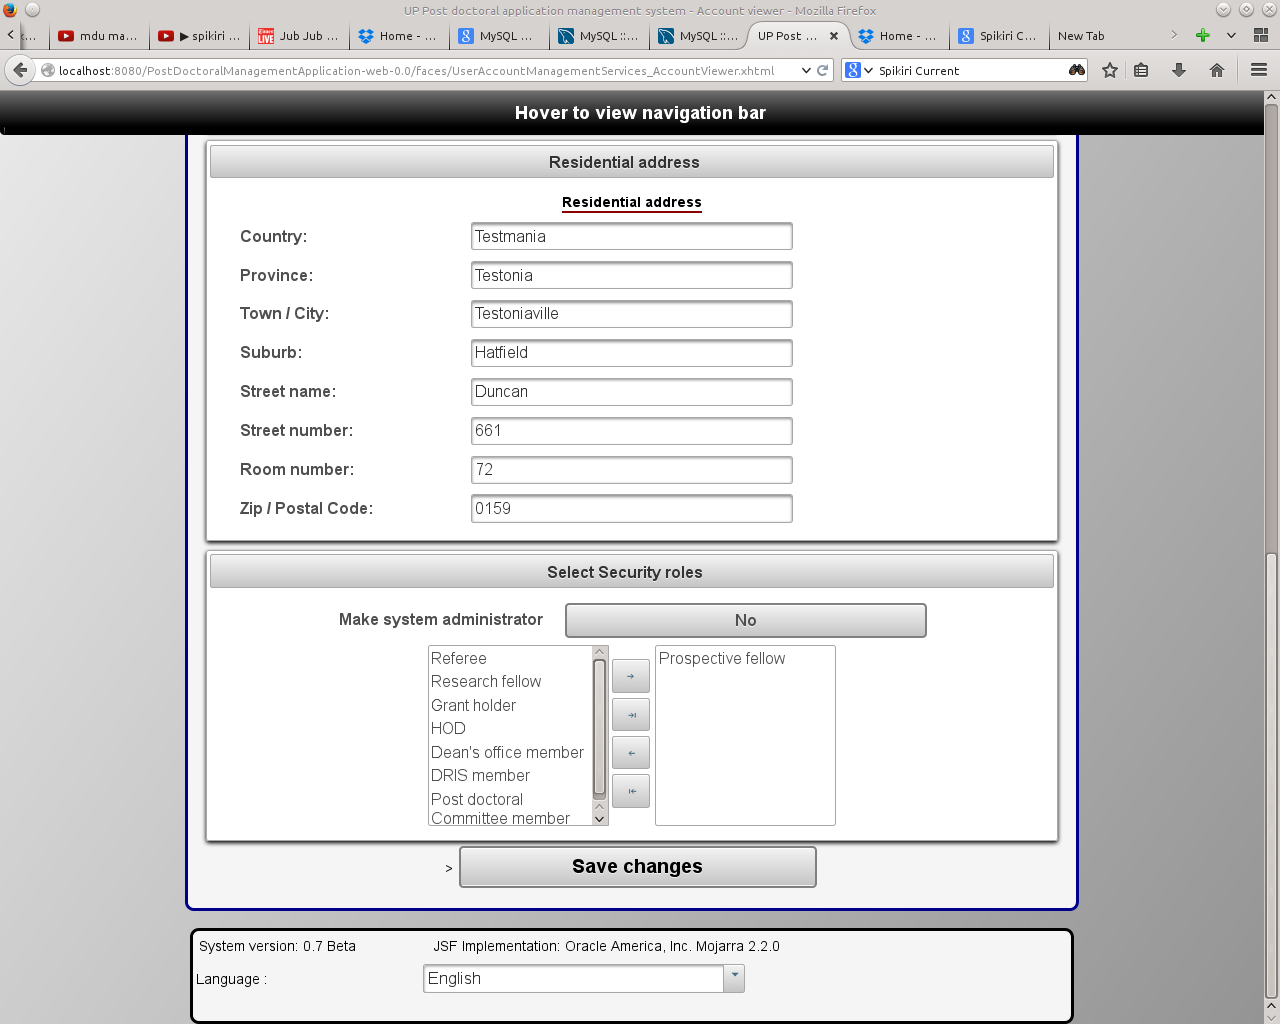 UP Post doctoral application management system - Account viewer - Mozilla Firefox
...
mdu ma...
▶ spikiri ...
Jub Jub ...
Home - ...
MySQL ...
MySQL ::...
MySQL ::...
UP Post ...
Home - ...
Spikiri C...
New Tab
localhost:8080/PostDoctoralManagementApplication-web-0.0/faces/UserAccountManagementServices_AccountViewer.xhtml
Spikiri Current
Hover to view navigation bar
Residential address
Residential address
Country: Testmania
Province: Testonia
Town / City: Testoniaville
Suburb: Hatfield
Street name: Duncan
Street number: 661
Room number: 72
Zip / Postal Code: 0159
Select Security roles
Make system administrator No
Referee
Research fellow
Grant holder
HOD
Dean's office member
DRIS member
Post doctoral
Committee member
Prospective fellow
> Save changes
System version: 0.7 Beta JSF Implementation: Oracle America, Inc. Mojarra 2.2.0
Language : English